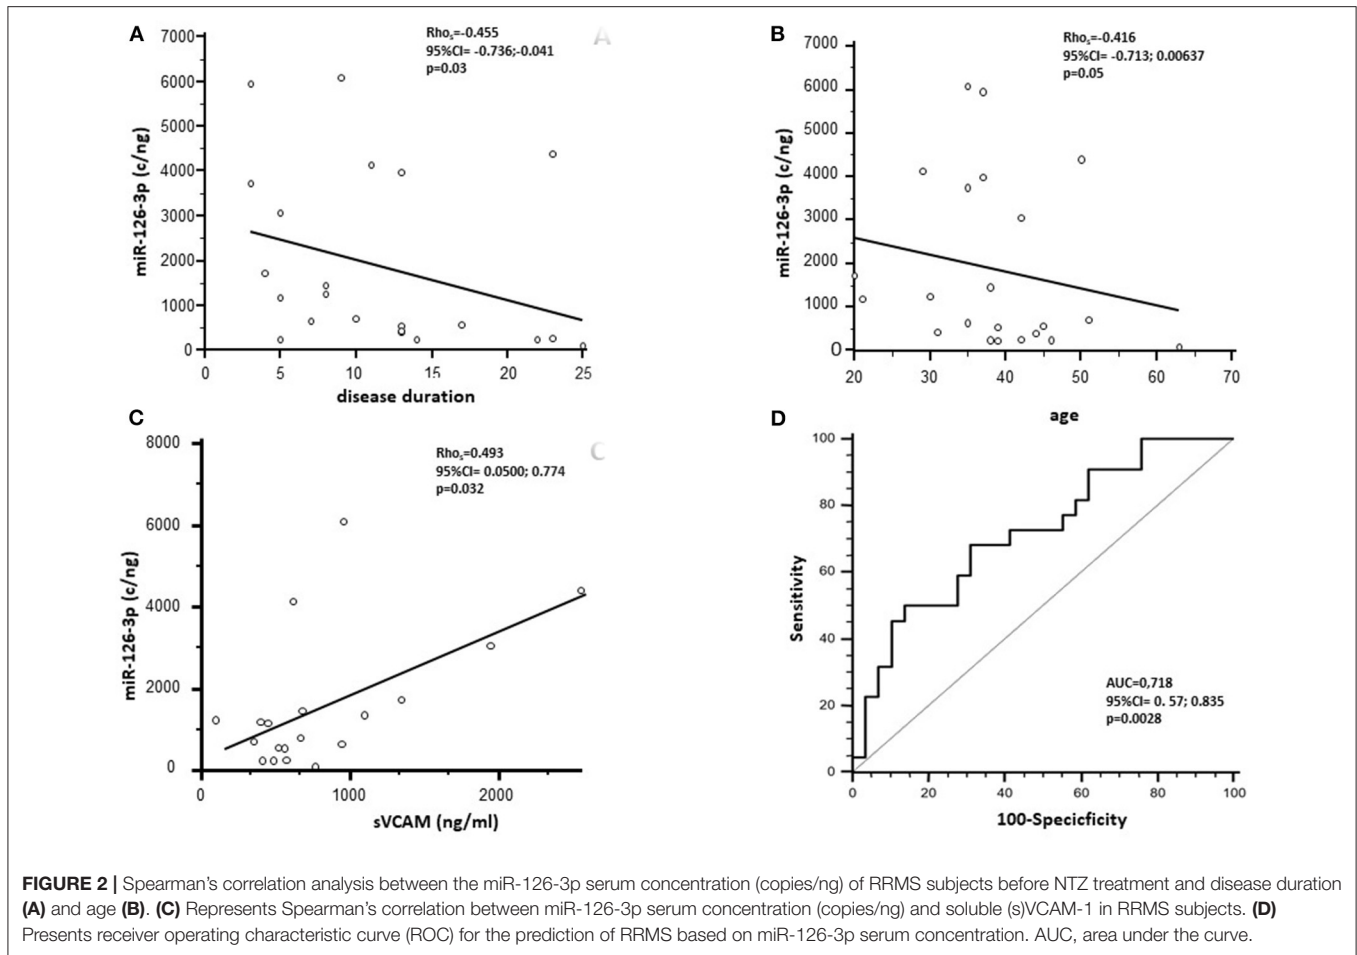 A
Rhos=-0.455
95%CI= -0.736;-0.041
p=0.03
A
7000
6000
5000
4000
3000
2000
1000
0
miR-126-3p (c/ng)
0 5 10 15 20 25
disease duration
B
Rhos=-0.416
95%CI= -0.713; 0.00637
p=0.05
7000
6000
5000
4000
3000
2000
1000
0
miR-126-3p (c/ng)
20 30 40 50 60 70
age
C
Rhos=0.493
95%CI= 0.0500; 0.774
p=0.032
C
8000
6000
4000
2000
0
miR-126-3p (c/ng)
0 1000 2000
sVCAM (ng/ml)
D
100
80
60
40
20
0
Sensitivity
AUC=0,718
95%CI= 0. 57; 0.835
p=0.0028
0 20 40 60 80 100
100-Specicficity
FIGURE 2 | Spearman's correlation analysis between the miR-126-3p serum concentration (copies/ng) of RRMS subjects before NTZ treatment and disease duration
(A) and age (B). (C) Represents Spearman's correlation between miR-126-3p serum concentration (copies/ng) and soluble (s)VCAM-1 in RRMS subjects. (D)
Presents receiver operating characteristic curve (ROC) for the prediction of RRMS based on miR-126-3p serum concentration. AUC, area under the curve.